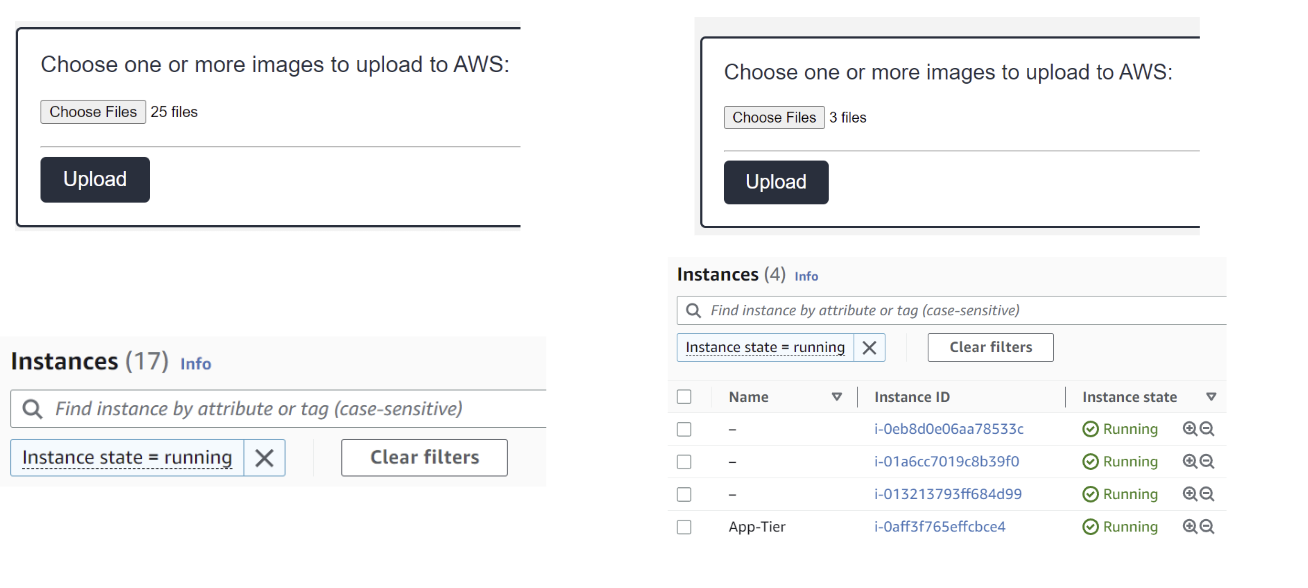 Choose one or more images to upload to AWS:
Choose Files 25 files
Upload
Instances (17) Info
Find instance by attribute or tag (case-sensitive)
Instance state = running Clear filters
Choose one or more images to upload to AWS:
Choose Files 3 files
Upload
Instances (4) Info
Find instance by attribute or tag (case-sensitive)
Instance state = running Clear filters
Name Instance ID Instance state
– i-0eb8d0e06aa78533c Running
– i-01a6cc7019c8b39f0 Running
– i-013213793ff684d99 Running
App-Tier i-0aff3f765effcbce4 Running